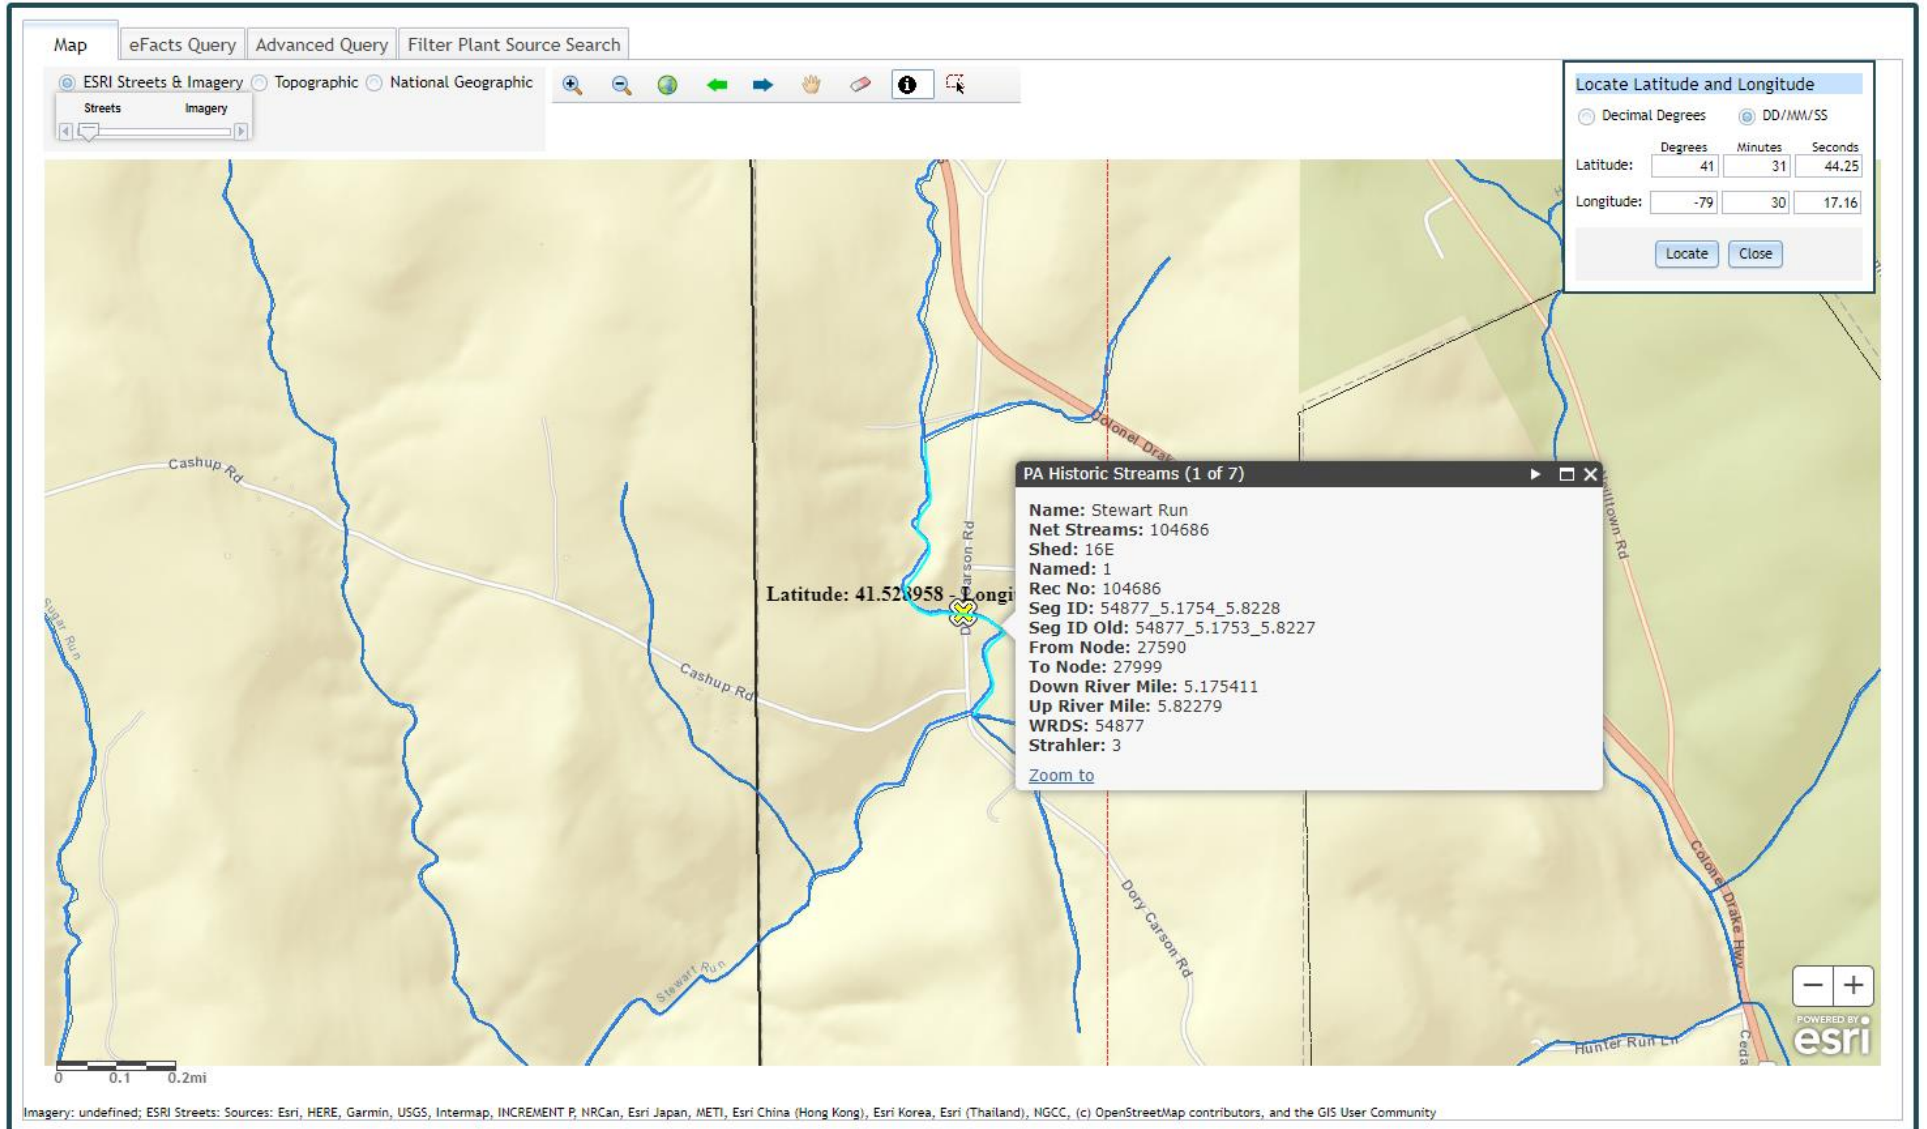 Map
eFacts Query
Advanced Query
Filter Plant Source Search
ESRI Streets & Imagery
Topographic
National Geographic
Streets
Imagery
Locate Latitude and Longitude
Decimal Degrees
DD/MM/SS
Degrees Minutes Seconds
Latitude: 41 31 44.25
Longitude: -79 30 17.16
Locate
Close
Colonel Drake
Cashup Rd
Neilltown Rd
PA Historic Streams (1 of 7)
Name: Stewart Run
Net Streams: 104686
Shed: 16E
Named: 1
Rec No: 104686
Seg ID: 54877_5.1754_5.8228
Seg ID Old: 54877_5.1753_5.8227
From Node: 27590
To Node: 27999
Down River Mile: 5.175411
Up River Mile: 5.82279
WRDS: 54877
Strahler: 3
Zoom to
Latitude: 41.528958 - Longi
Carson Rd
Sugar Run
Cashup Rd
Dory Carson Rd
Colonel Drake Hwy
Stewart Run
Hunter Run Ln
Ceda
POWERED BY
esri
0 0.1 0.2mi
Imagery: undefined; ESRI Streets: Sources: Esri, HERE, Garmin, USGS, Intermap, INCREMENT P, NRCan, Esri Japan, METI, Esri China (Hong Kong), Esri Korea, Esri (Thailand), NGCC, (c) OpenStreetMap contributors, and the GIS User Community